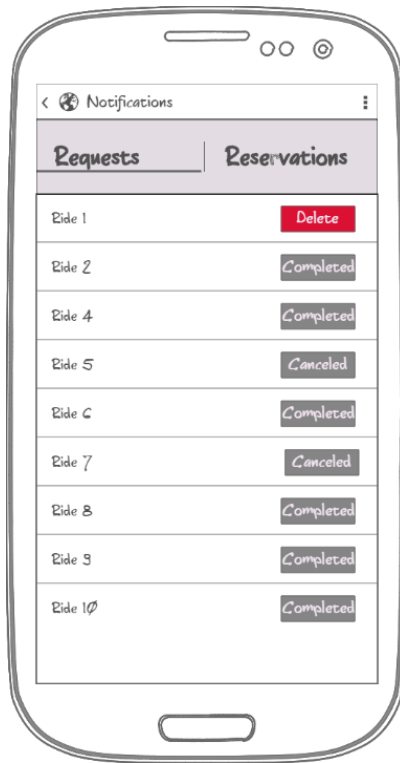 Notifications
Requests Reservations
Ride 1 Delete
Ride 2 Completed
Ride 4 Completed
Ride 5 Canceled
Ride 6 Completed
Ride 7 Canceled
Ride 8 Completed
Ride 9 Completed
Ride 10 Completed